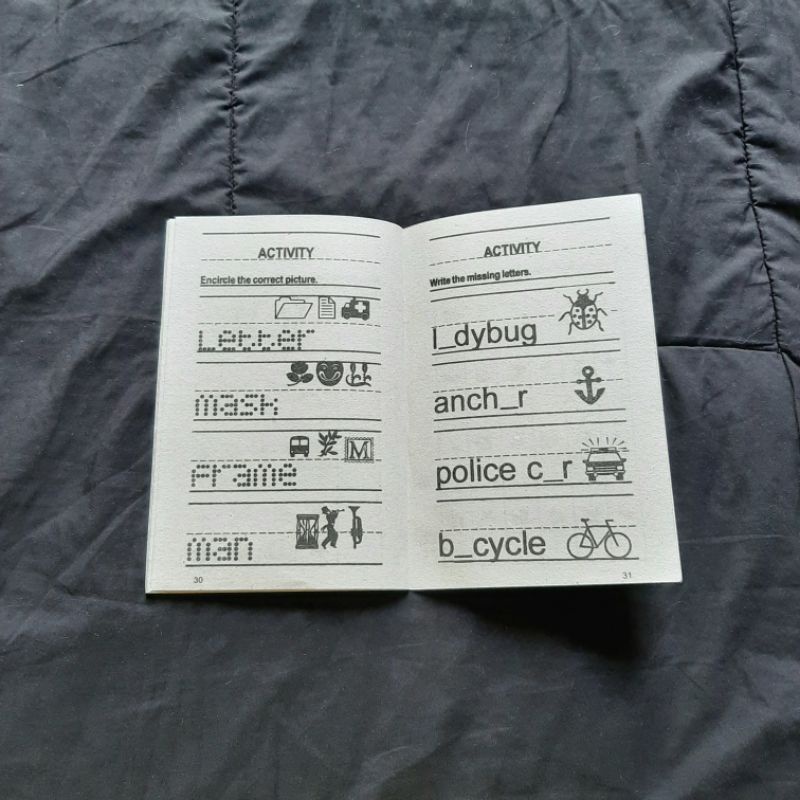 ACTIVITY
Encircle the correct picture.
Letter
mask
Frame
M
man
30
ACTIVITY
Write the missing letters.
l_dybug
anch_r
police c_r
b_cycle
31